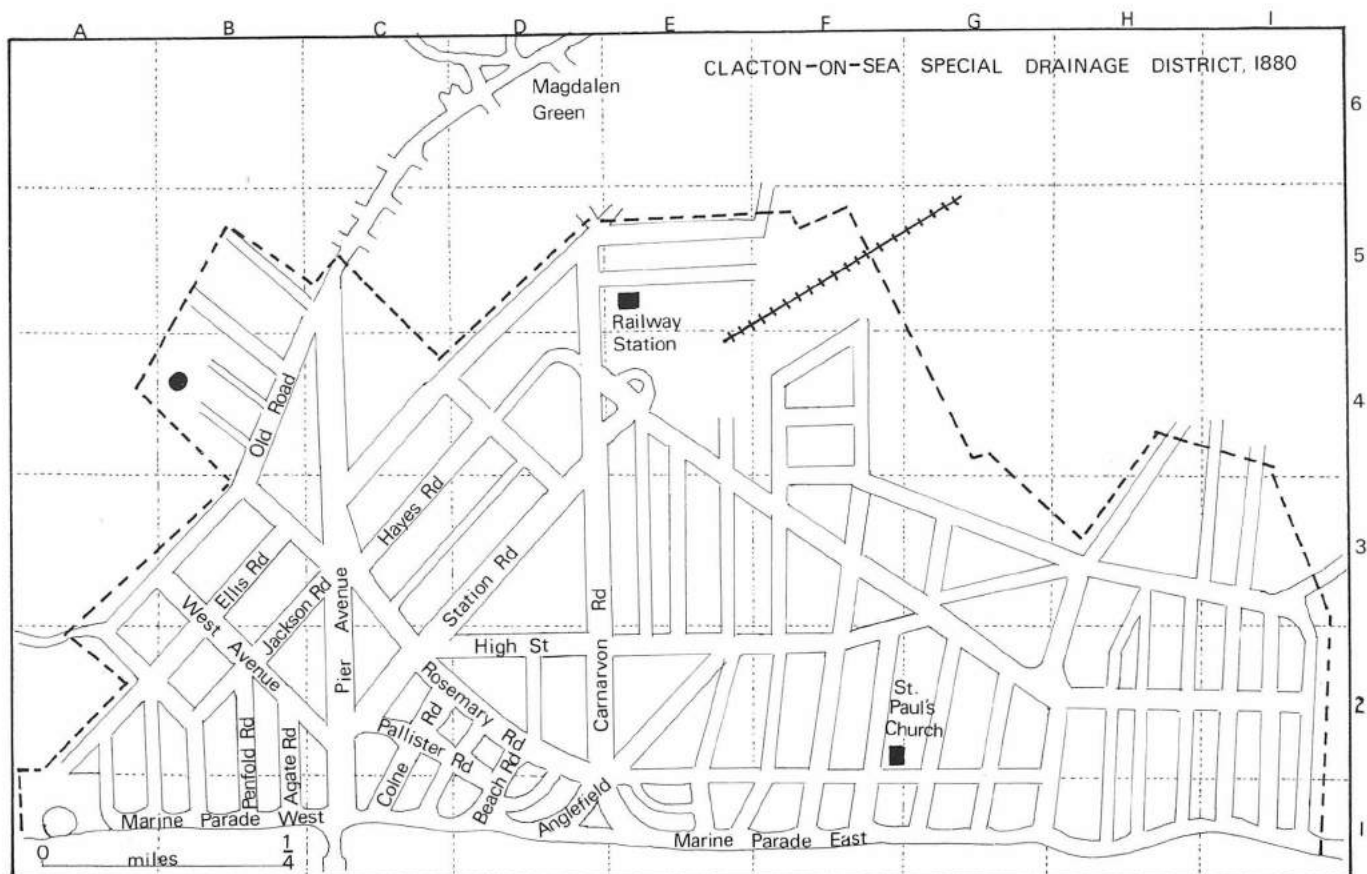 A B C D E F G H I
CLACTON-ON-SEA SPECIAL DRAINAGE DISTRICT, 1880
Magdalen
Green
6
5
Railway
Station
4
Old Road
Hayes Rd
3
Ellis Rd
West Avenue
Jackson Rd
Pier Avenue
Station Rd
Carnarvon Rd
High St
Rosemary Rd
St.
Paul's
Church
2
Pallister Rd
Colne Rd
Penfold Rd
Agate Rd
Beach Rd
Anglefield
Marine Parade West
Marine Parade East
1
0 miles 1/4